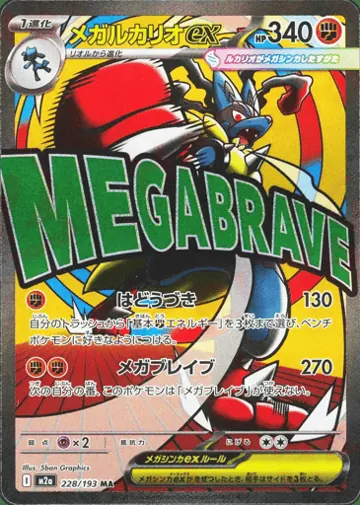 1進化
メガルカリオex
HP340
リオルから進化
ルカリオがメガシンカしたすがた
MEGABRAVE
はどうづき 130
自分のトラッシュから「基本エネルギー」を3枚まで選び、ベンチ
ポケモンに好きなようにつける。
メガブレイブ 270
次の自分の番、このポケモンは「メガブレイブ」が使えない。
弱点 ×2 抵抗力 にげる
メガシンカexルール
メガシンカexがきぜつしたとき、相手はサイドを3枚とる。
Illus. 5ban Graphics
I m2a 228/193 MA